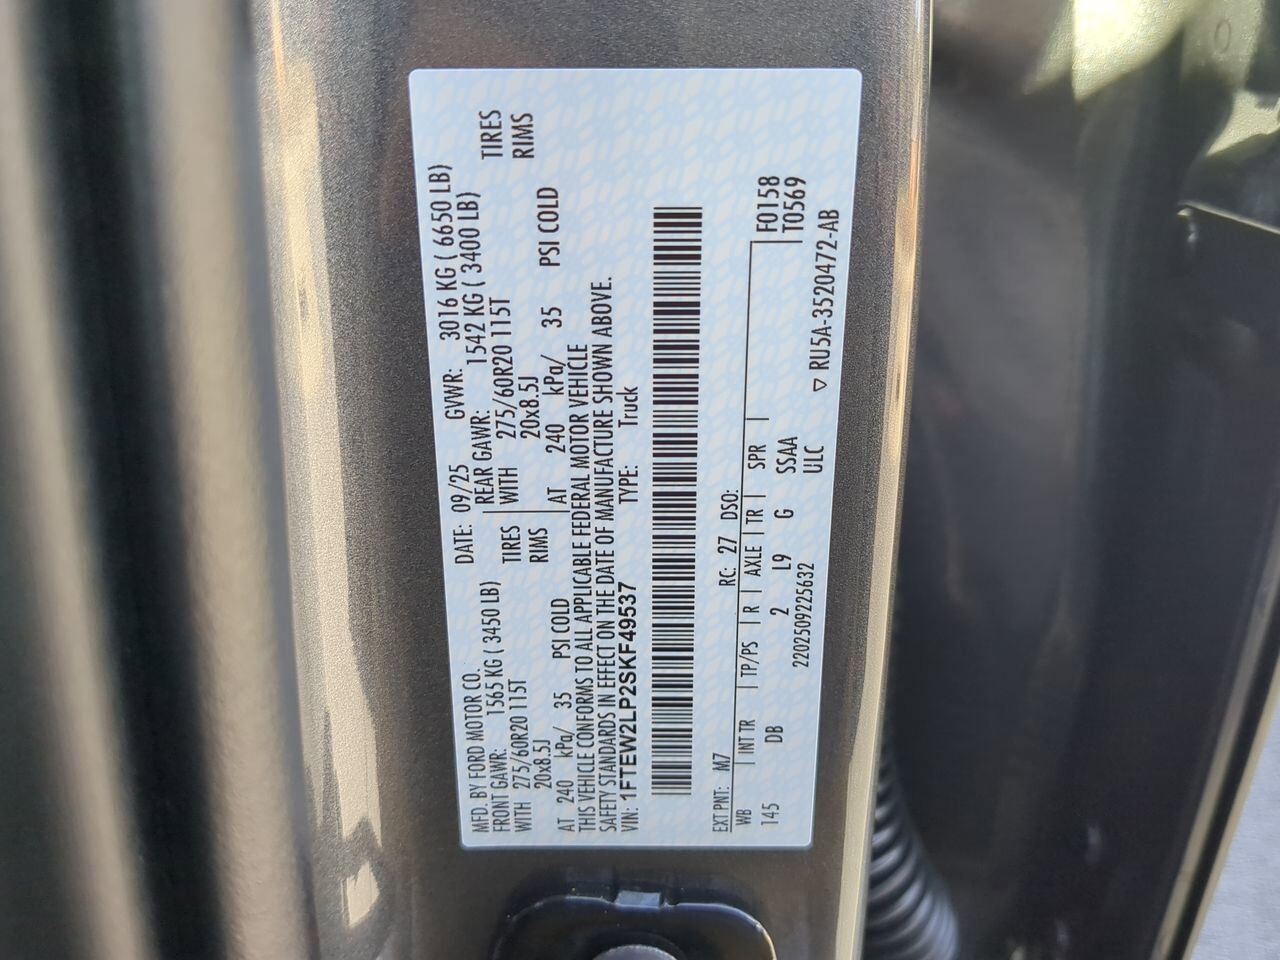 MFD. BY FORD MOTOR CO. DATE: 09/25 GVWR: 3016 KG ( 6650 LB)
FRONT GAWR: 1565 KG ( 3450 LB) REAR GAWR: 1542 KG ( 3400 LB)
WITH 275/60R20 115T TIRES WITH 275/60R20 115T TIRES
20x8.5J RIMS 20x8.5J RIMS
AT 240 kPa/ 35 PSI COLD AT 240 kPa/ 35 PSI COLD
THIS VEHICLE CONFORMS TO ALL APPLICABLE FEDERAL MOTOR VEHICLE
SAFETY STANDARDS IN EFFECT ON THE DATE OF MANUFACTURE SHOWN ABOVE.
VIN: 1FTEW2LP2SKF49537 TYPE: Truck
EXT PNT: M7 RC: 27 DSO:
WB INT TR TP/PS R AXLE TR SPR F0158
145 DB 2 L9 G SSAA T0569
2202509225632 ULC ▽ RU5A-3520472-AB